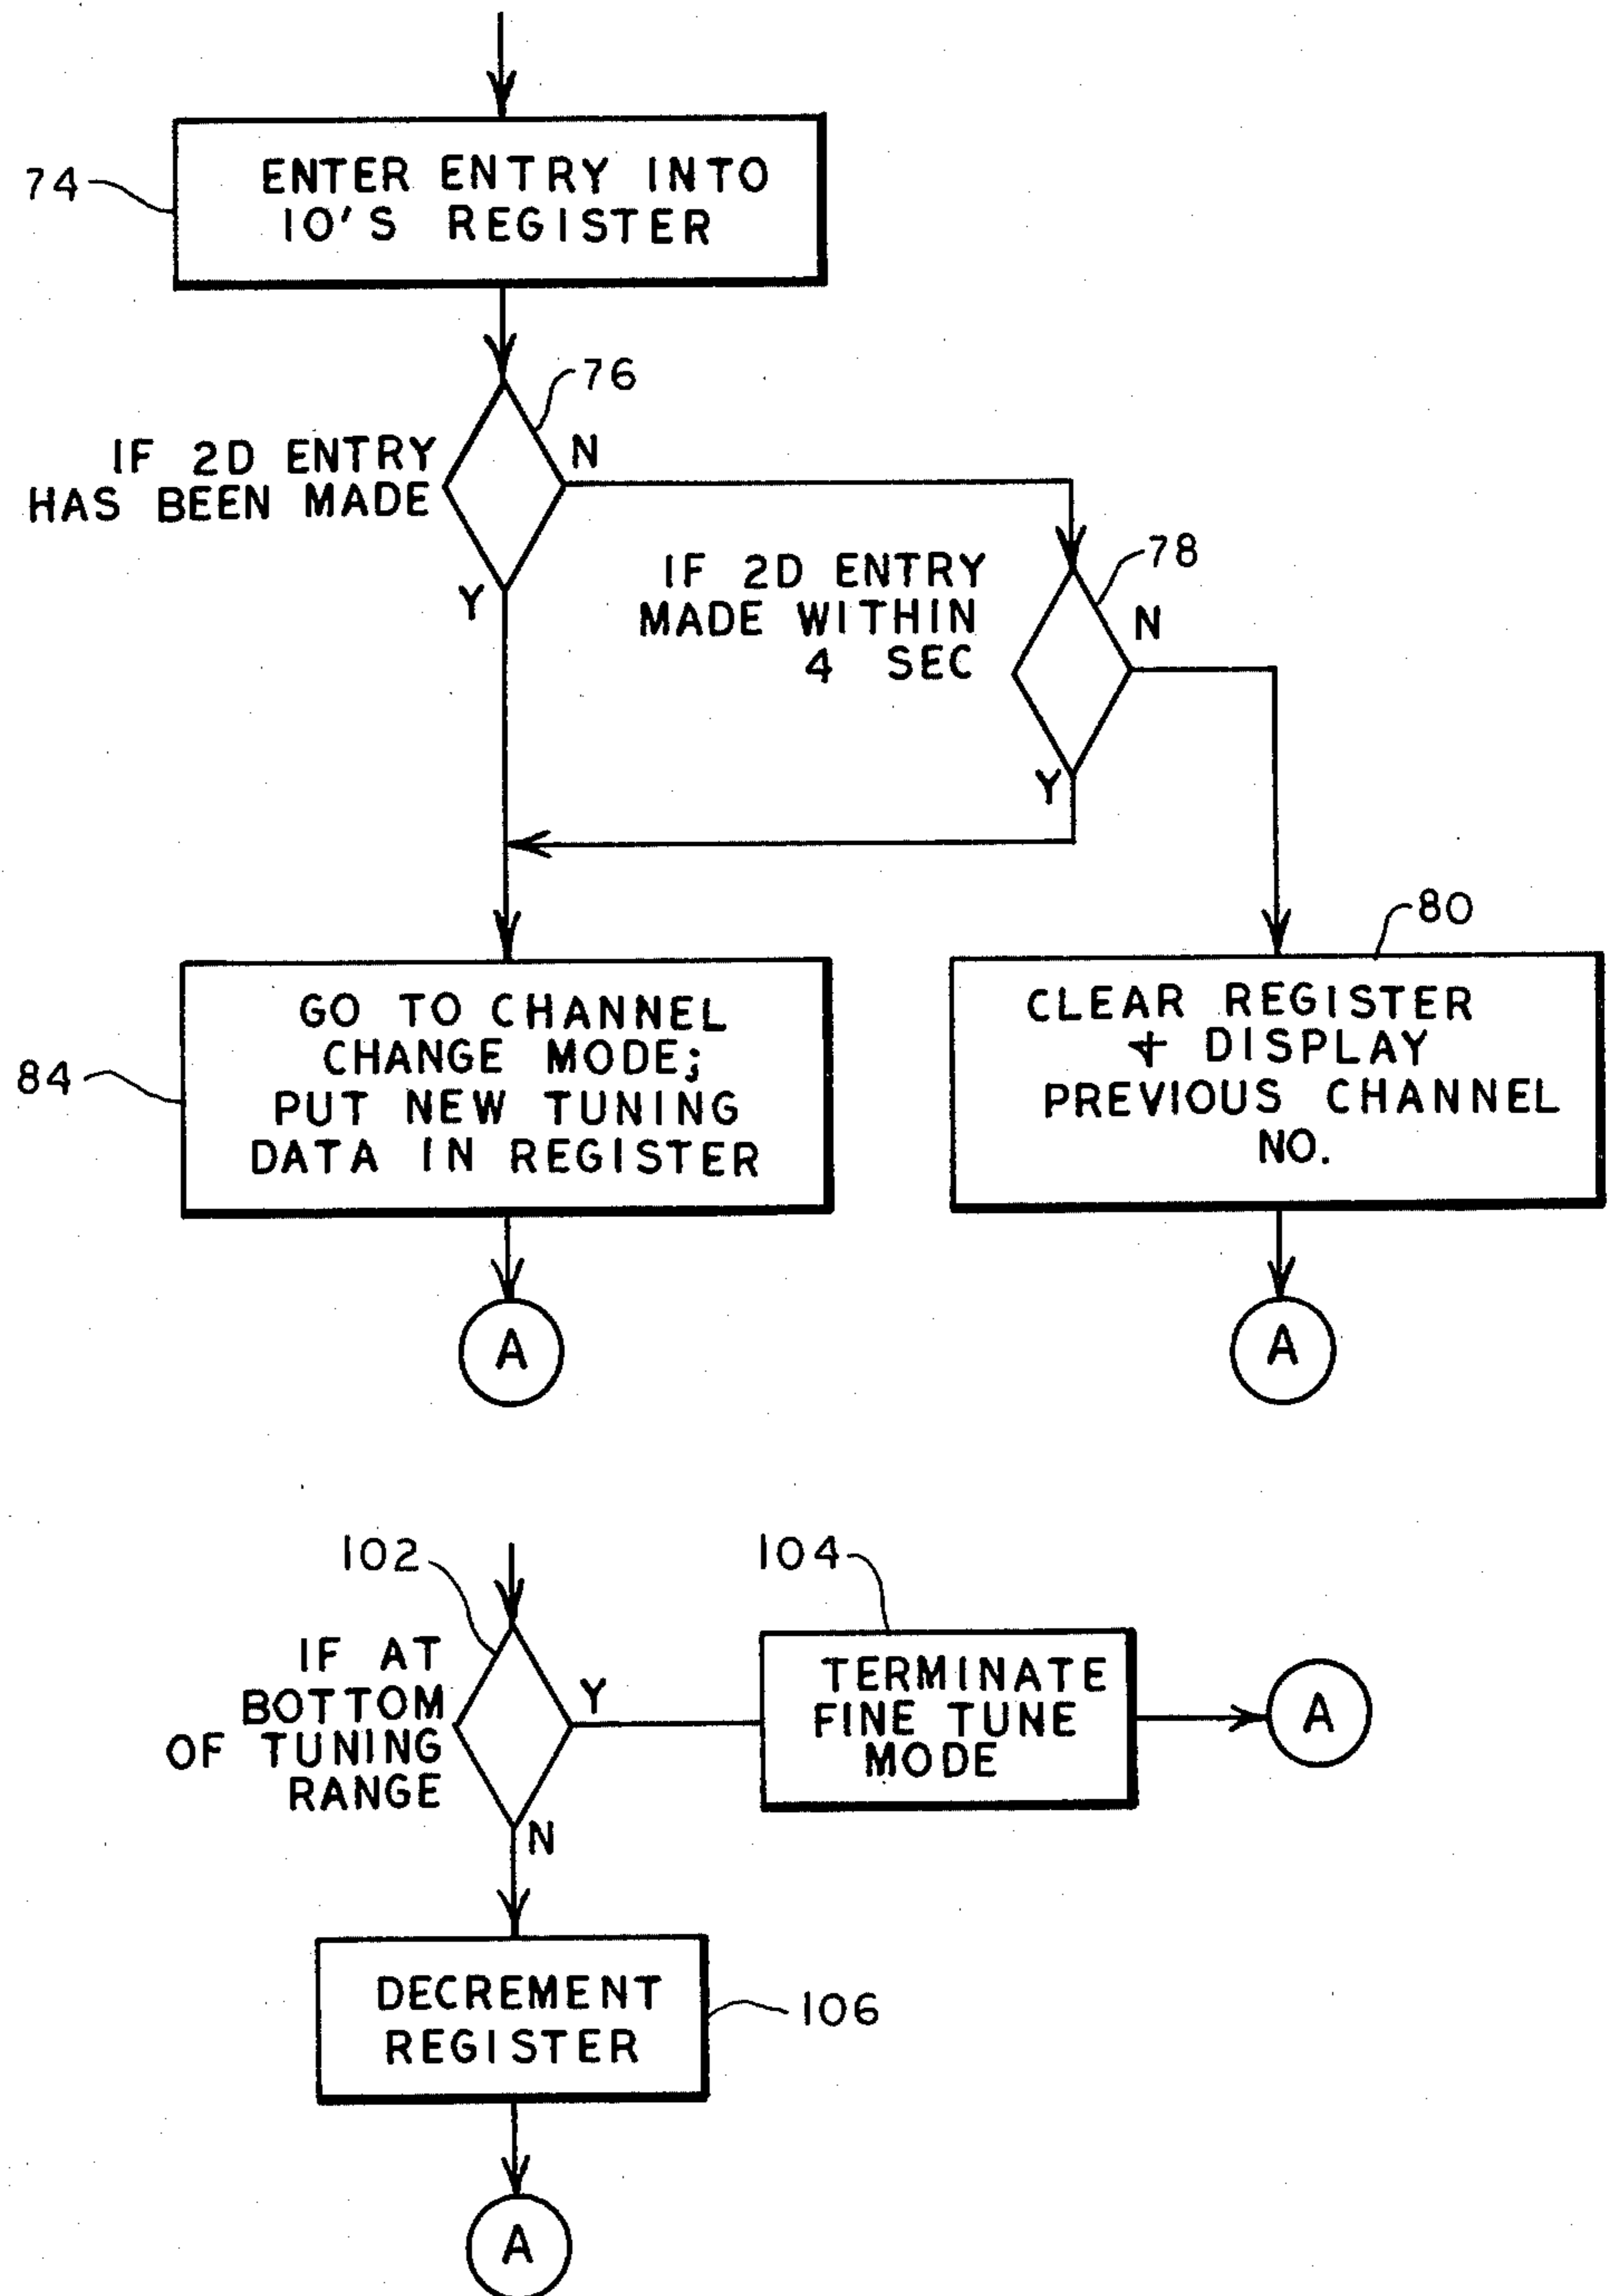 74
ENTER ENTRY INTO
10'S REGISTER
76
IF 2D ENTRY
HAS BEEN MADE
N
Y
78
IF 2D ENTRY
MADE WITHIN
4 SEC
N
Y
84
GO TO CHANNEL
CHANGE MODE;
PUT NEW TUNING
DATA IN REGISTER
80
CLEAR REGISTER
+ DISPLAY
PREVIOUS CHANNEL
NO.
A
A
102
IF AT
BOTTOM
OF TUNING
RANGE
Y
N
104
TERMINATE
FINE TUNE
MODE
A
DECREMENT
REGISTER
106
A